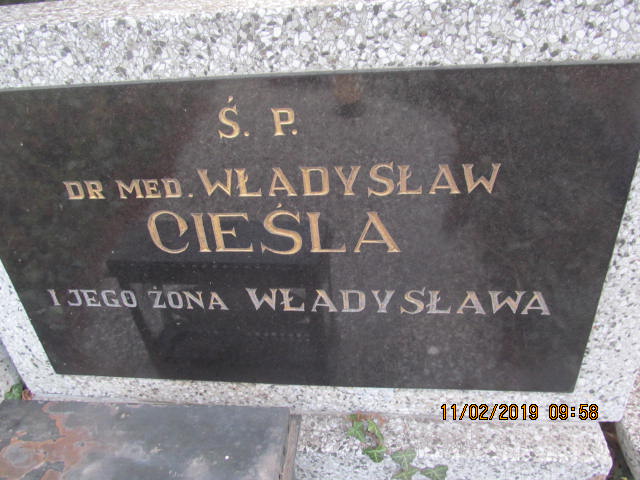 Ś. P.
DR MED. WŁADYSŁAW
CIEŚLA
I JEGO ŻONA WŁADYSŁAWA
11/02/2019 09:58